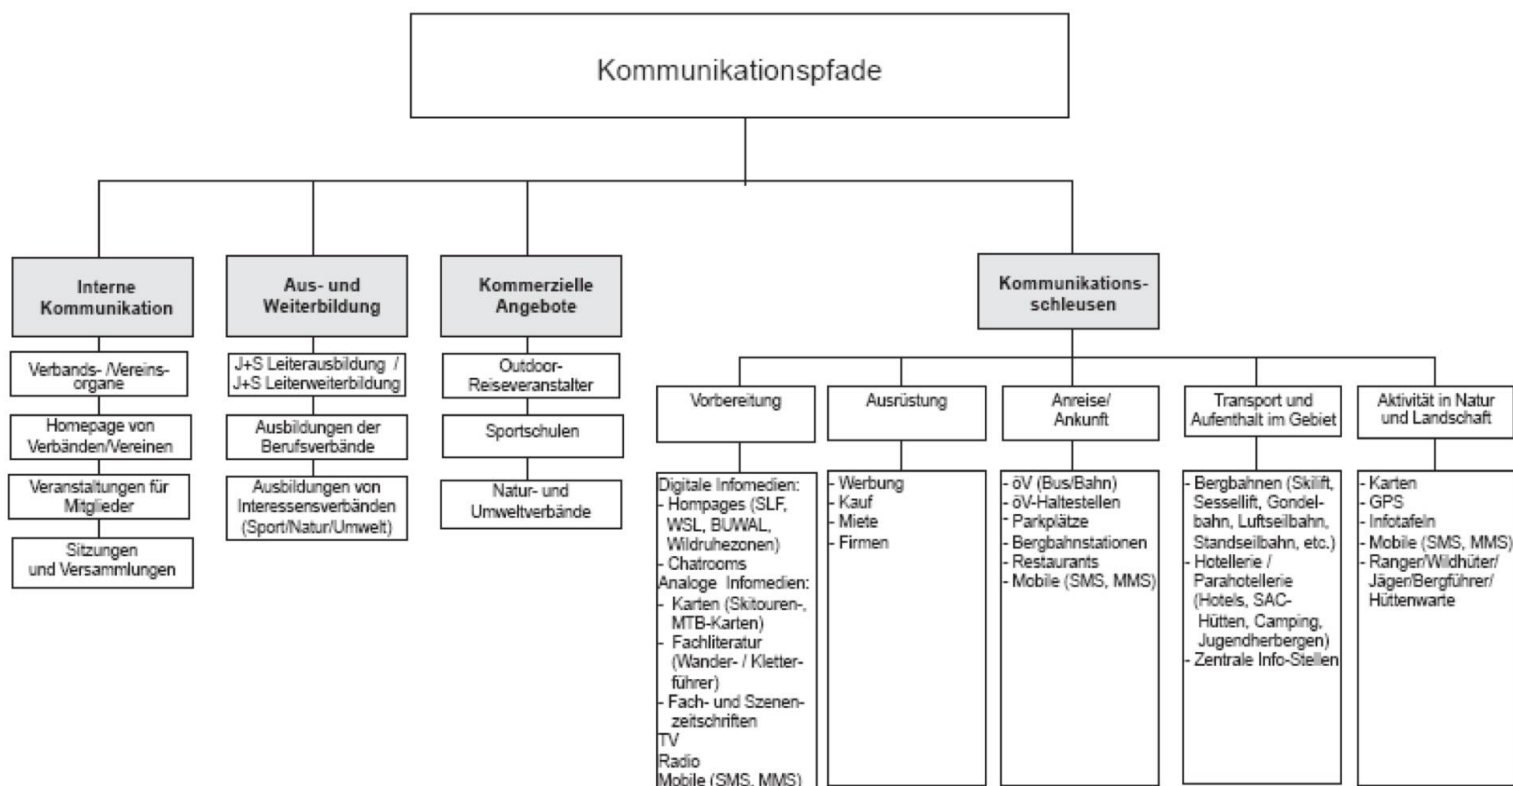 Kommunikationspfade
Interne
Kommunikation
Verbands- /Vereins-
organe
Homepage von
Verbänden/Vereinen
Veranstaltungen für
Mitglieder
Sitzungen
und Versammlungen
Aus- und
Weiterbildung
J+S Leiterausbildung /
J+S Leiterweiterbildung
Ausbildungen der
Berufsverbände
Ausbildungen von
Interessensverbänden
(Sport/Natur/Umwelt)
Kommerzielle
Angebote
Outdoor-
Reiseveranstalter
Sportschulen
Natur- und
Umweltverbände
Kommunikations-
schleusen
Vorbereitung
Digitale Infomedien:
- Hompages (SLF,
WSL, BUWAL,
Wildruhezonen)
- Chatrooms
Analoge Infomedien:
- Karten (Skitouren-,
MTB-Karten)
- Fachliteratur
(Wander- / Kletter-
führer)
- Fach- und Szenen-
zeitschriften
TV
Radio
Mobile (SMS, MMS)
Ausrüstung
- Werbung
- Kauf
- Miete
- Firmen
Anreise/
Ankunft
- öV (Bus/Bahn)
- öV-Haltestellen
- Parkplätze
- Bergbahnstationen
- Restaurants
- Mobile (SMS, MMS)
Transport und
Aufenthalt im Gebiet
- Bergbahnen (Skilift,
Sessellift, Gondel-
bahn, Luftseilbahn,
Standseilbahn, etc.)
- Hotellerie /
Parahotellerie
(Hotels, SAC-
Hütten, Camping,
Jugendherbergen)
- Zentrale Info-Stellen
Aktivität in Natur
und Landschaft
- Karten
- GPS
- Infotafeln
- Mobile (SMS, MMS)
- Ranger/Wildhüter/
Jäger/Bergführer/
Hüttenwarte